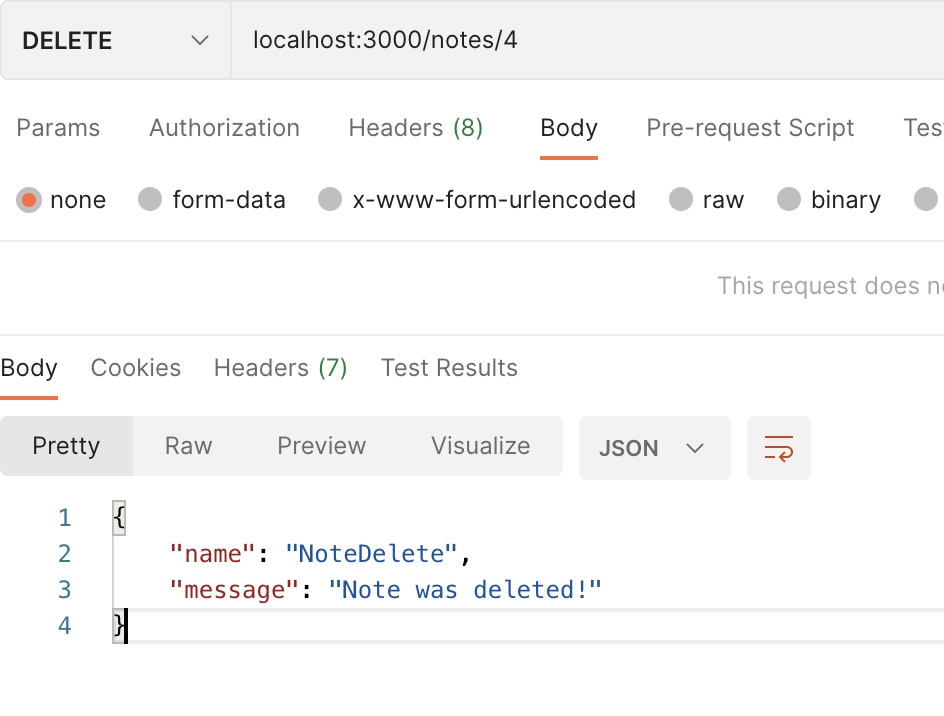 DELETE localhost:3000/notes/4
Params Authorization Headers (8) Body Pre-request Script Tes
none form-data x-www-form-urlencoded raw binary
This request does n
Body Cookies Headers (7) Test Results
Pretty Raw Preview Visualize JSON
1 {
2 "name": "NoteDelete",
3 "message": "Note was deleted!"
4 }